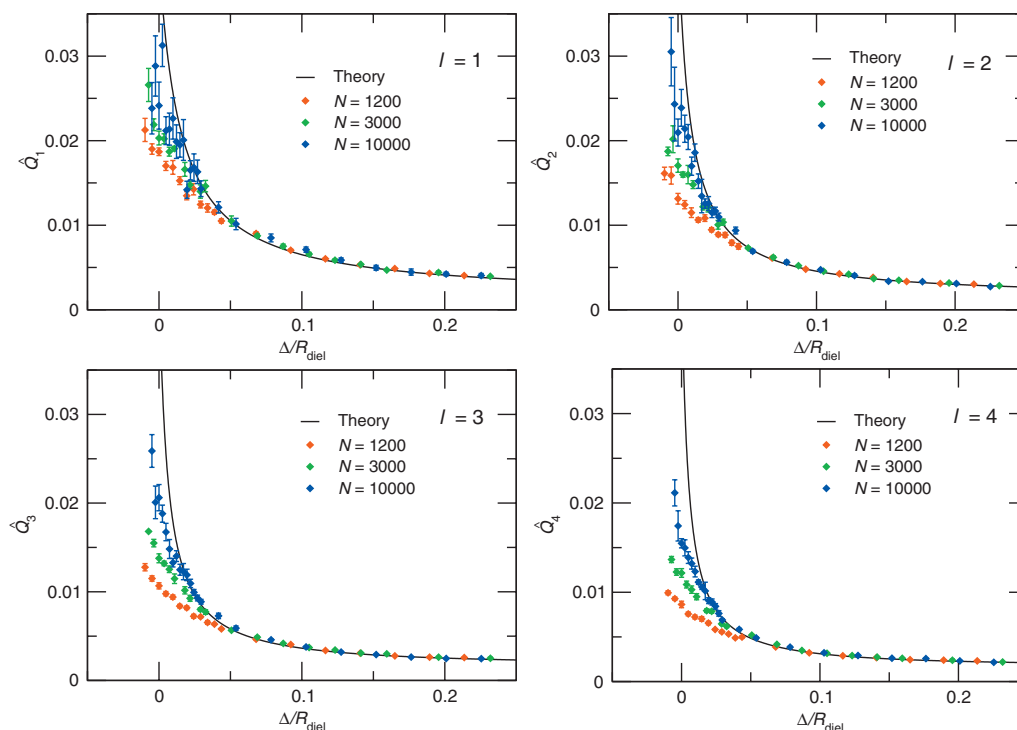 0.03
0.02
0.01
0
Q̂1
l = 1
Theory
N = 1200
N = 3000
N = 10000
0 0.1 0.2
Δ/Rdiel
0.03
0.02
0.01
0
Q̂2
l = 2
Theory
N = 1200
N = 3000
N = 10000
0 0.1 0.2
Δ/Rdiel
0.03
0.02
0.01
0
Q̂3
l = 3
Theory
N = 1200
N = 3000
N = 10000
0 0.1 0.2
Δ/Rdiel
0.03
0.02
0.01
0
Q̂4
l = 4
Theory
N = 1200
N = 3000
N = 10000
0 0.1 0.2
Δ/Rdiel